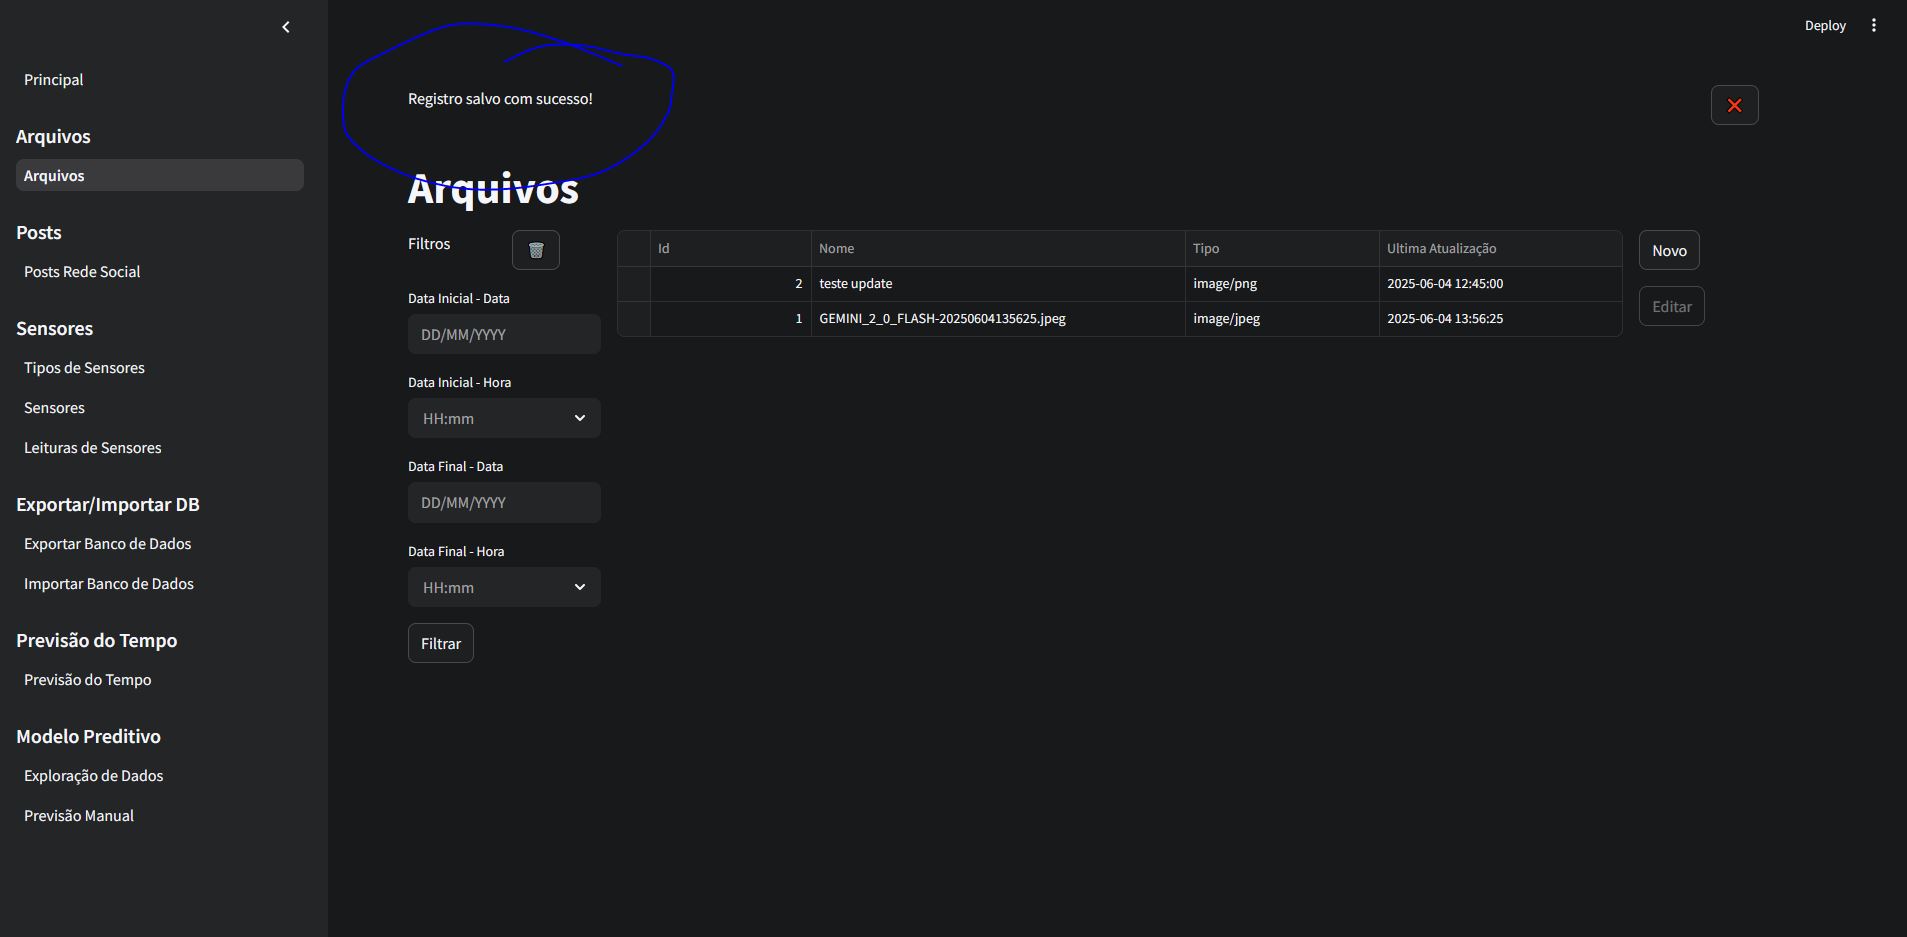 Principal
Arquivos
Arquivos
Posts
Posts Rede Social
Sensores
Tipos de Sensores
Sensores
Leituras de Sensores
Exportar/Importar DB
Exportar Banco de Dados
Importar Banco de Dados
Previsão do Tempo
Previsão do Tempo
Modelo Preditivo
Exploração de Dados
Previsão Manual
Deploy
Registro salvo com sucesso!
Arquivos
Filtros
Data Inicial - Data
DD/MM/YYYY
Data Inicial - Hora
HH:mm
Data Final - Data
DD/MM/YYYY
Data Final - Hora
HH:mm
Filtrar
Id Nome Tipo Ultima Atualização
2 teste update image/png 2025-06-04 12:45:00
1 GEMINI_2_0_FLASH-20250604135625.jpeg image/jpeg 2025-06-04 13:56:25
Novo
Editar